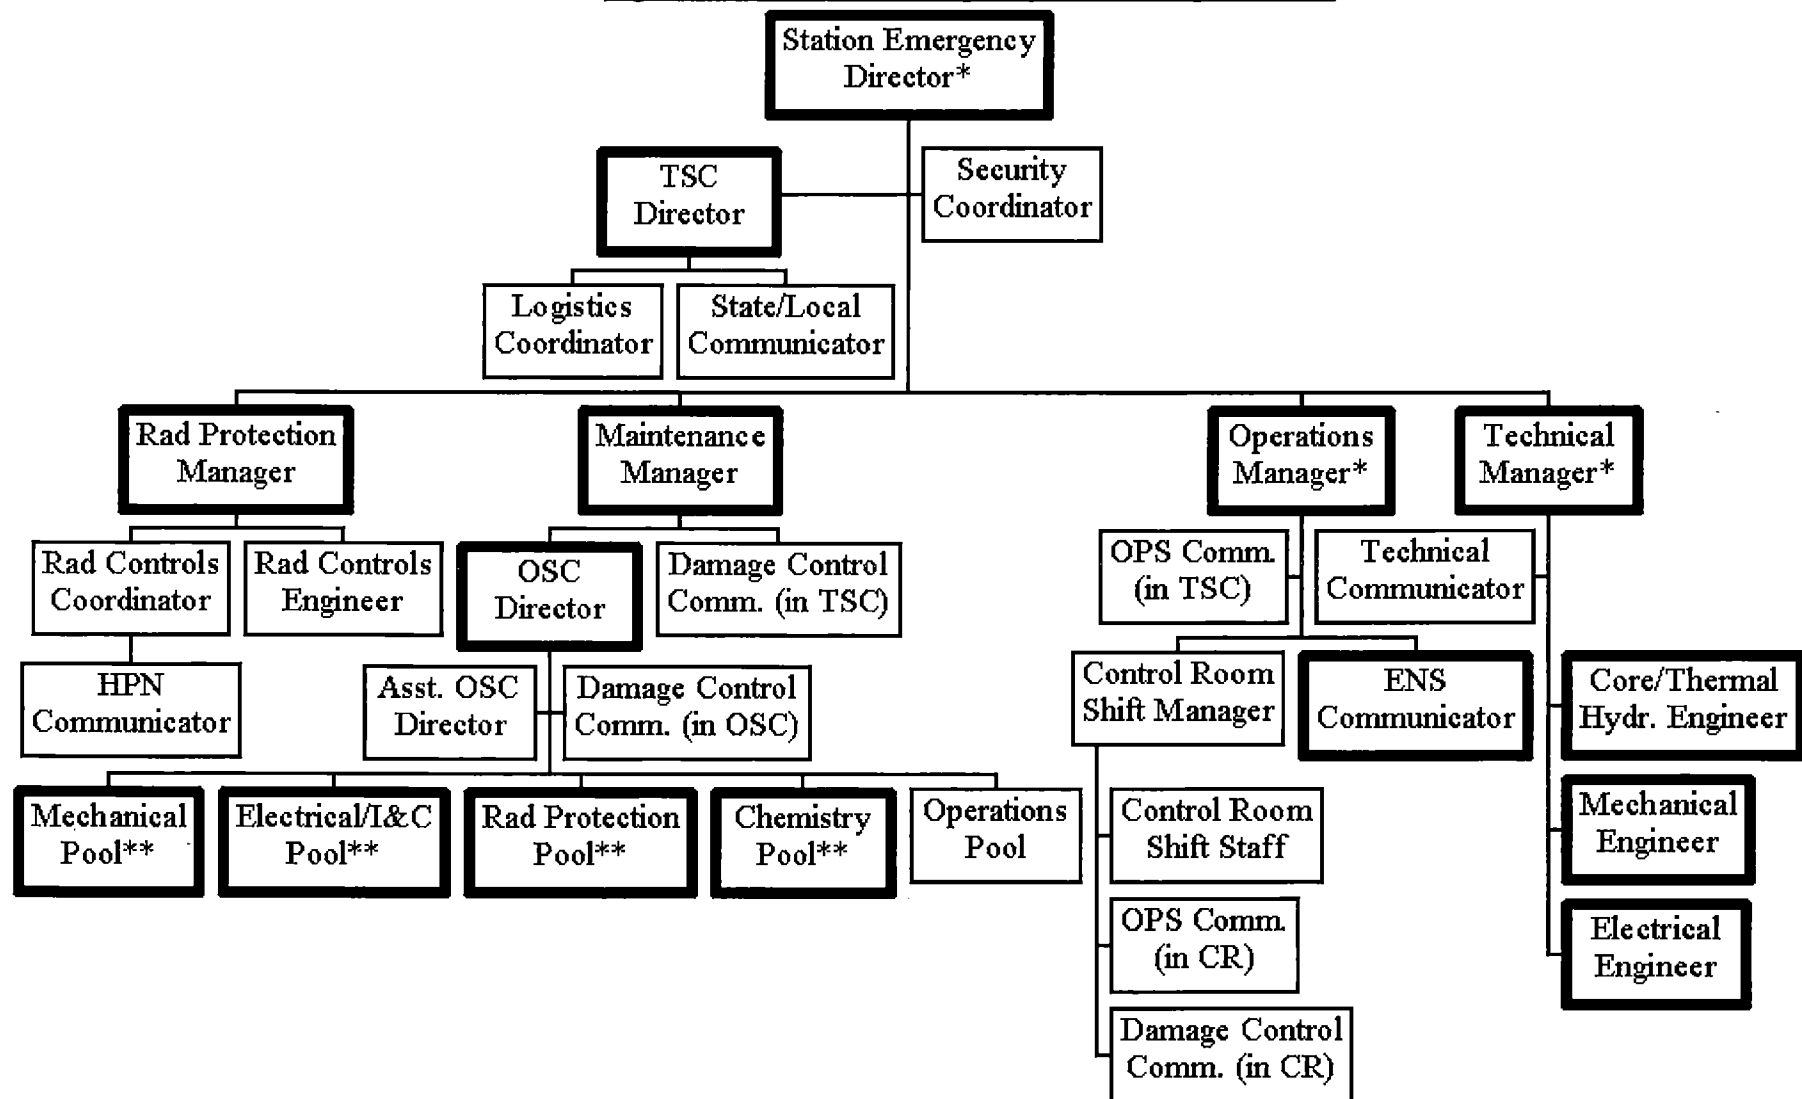 Station Emergency
Director*
TSC
Director
Security
Coordinator
Logistics
Coordinator
State/Local
Communicator
Rad Protection
Manager
Maintenance
Manager
Operations
Manager*
Technical
Manager*
Rad Controls
Coordinator
Rad Controls
Engineer
OSC
Director
Damage Control
Comm. (in TSC)
OPS Comm.
(in TSC)
Technical
Communicator
HPN
Communicator
Asst. OSC
Director
Damage Control
Comm. (in OSC)
Control Room
Shift Manager
ENS
Communicator
Core/Thermal
Hydr. Engineer
Mechanical
Pool**
Electrical/I&C
Pool**
Rad Protection
Pool**
Chemistry
Pool**
Operations
Pool
Control Room
Shift Staff
Mechanical
Engineer
OPS Comm.
(in CR)
Electrical
Engineer
Damage Control
Comm. (in CR)